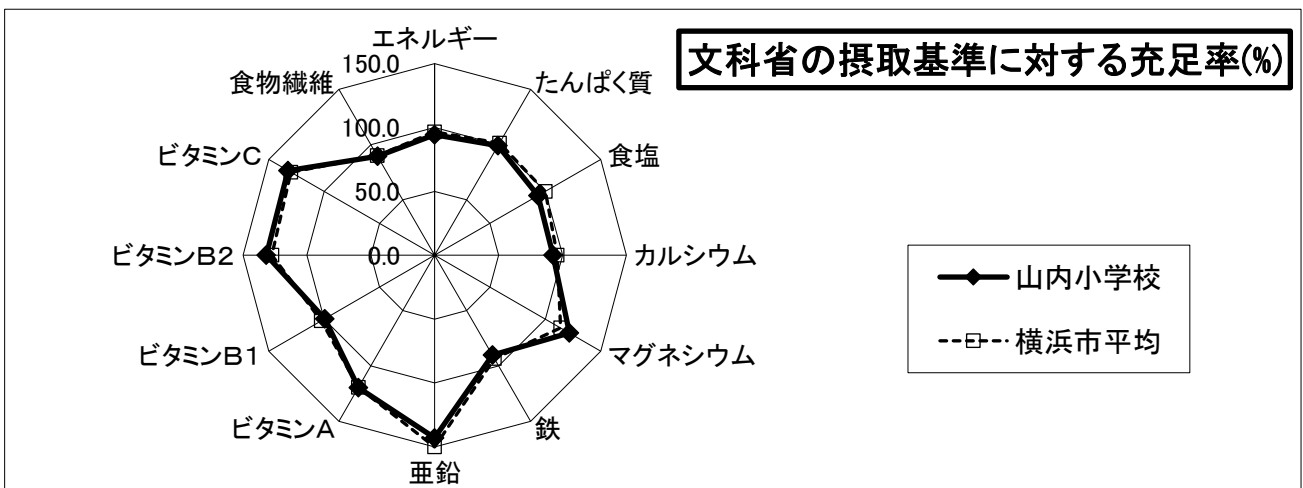 文科省の摂取基準に対する充足率(%)
エネルギー
たんぱく質
食塩
カルシウム
マグネシウム
鉄
亜鉛
ビタミンA
ビタミンB1
ビタミンB2
ビタミンC
食物繊維
150.0
100.0
50.0
0.0
山内小学校
横浜市平均